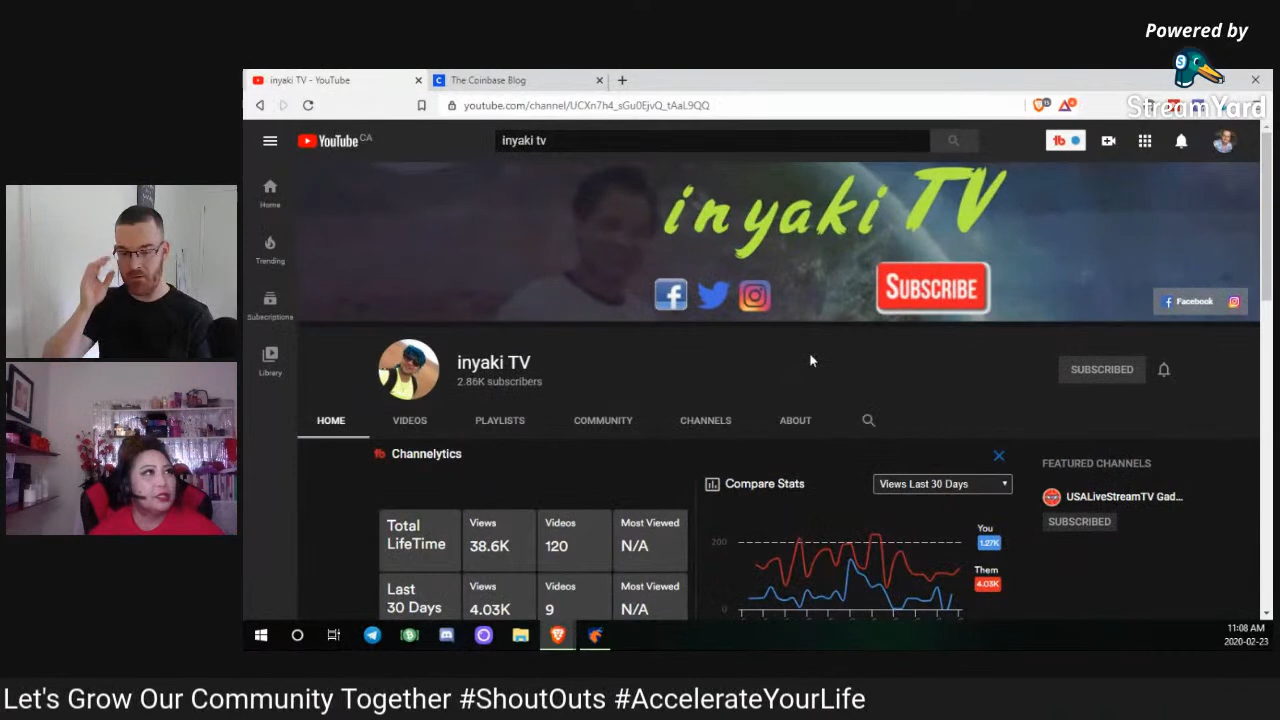 Powered by
StreamYard
inyaki TV - YouTube
The Coinbase Blog
youtube.com/channel/UCXn7h4_sGu0EjvQ_tAaL9QQ
YouTube CA
inyaki tv
Home
Trending
Subscriptions
Library
inyaki TV
SUBSCRIBE
Facebook
inyaki TV
2.86K subscribers
SUBSCRIBED
HOME VIDEOS PLAYLISTS COMMUNITY CHANNELS ABOUT
Channelytics
Compare Stats
Views Last 30 Days
FEATURED CHANNELS
USALiveStreamTV Gad...
SUBSCRIBED
Total LifeTime
Views
38.6K
Videos
120
Most Viewed
N/A
Last 30 Days
Views
4.03K
Videos
9
Most Viewed
N/A
200
0
You
1.27K
Them
4.03K
11:08 AM
2020-02-23
Let's Grow Our Community Together #ShoutOuts #AccelerateYourLife